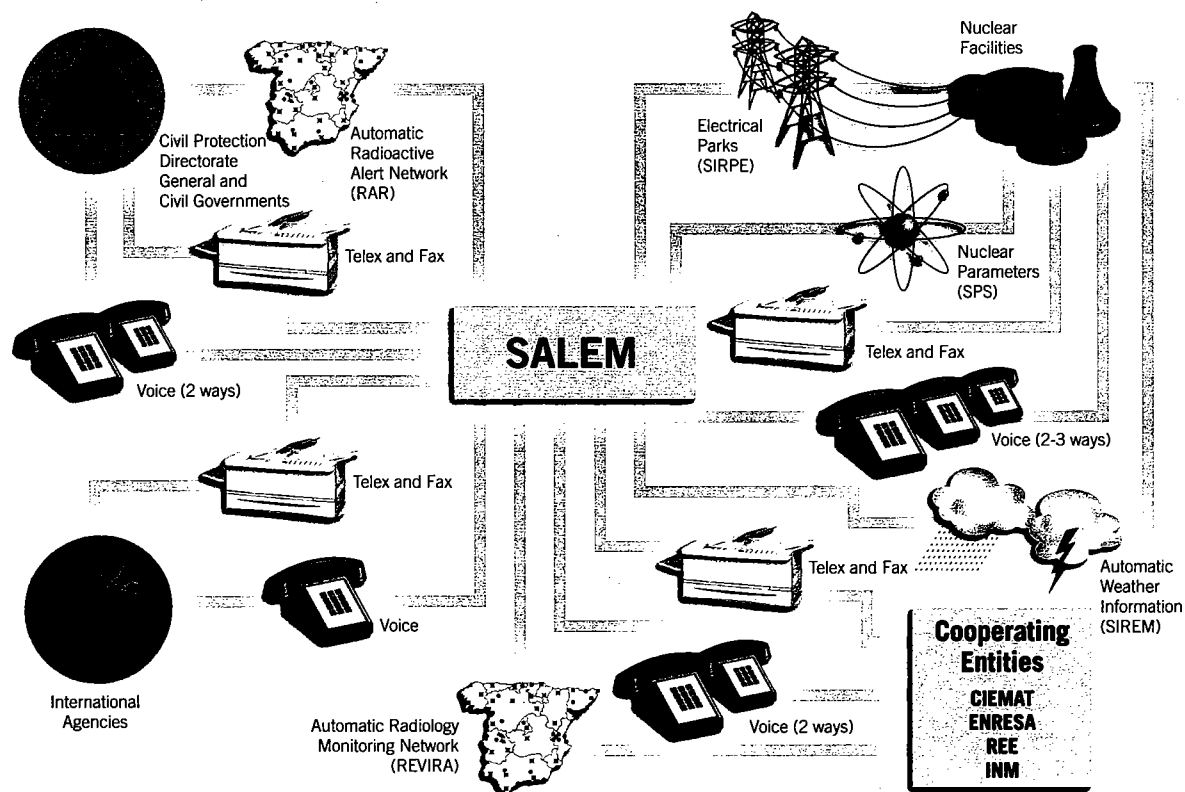 Nuclear
Facilities
Electrical
Parks
(SIRPE)
Civil Protection
Directorate
General and
Civil Governments
Automatic
Radioactive
Alert Network
(RAR)
Telex and Fax
Nuclear
Parameters
(SPS)
SALEM
Telex and Fax
Voice (2 ways)
Voice (2-3 ways)
Telex and Fax
Telex and Fax
Automatic
Weather
Information
(SIREM)
Voice
Cooperating
Entities
CIEMAT
ENRESA
REE
INM
International
Agencies
Automatic Radiology
Monitoring Network
(REVIRA)
Voice (2 ways)